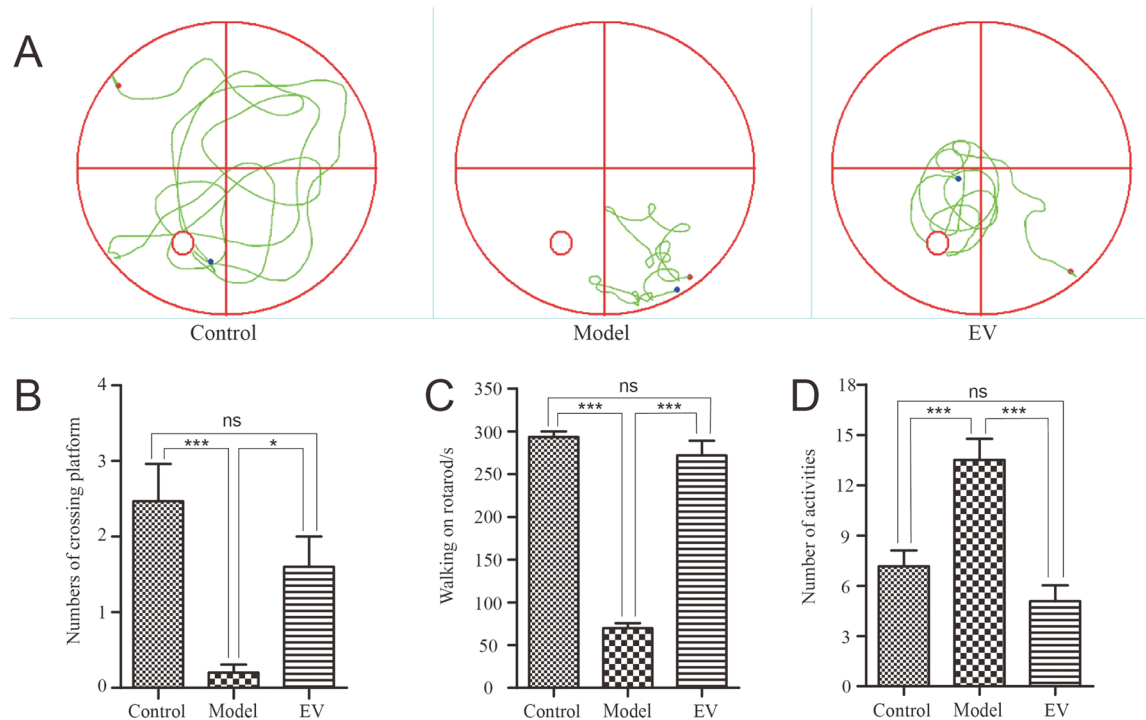 A
Control
Model
EV
B
Numbers of crossing platform
4
3
2
1
0
ns
***
*
Control
Model
EV
C
Walking on rotarod/s
350
300
250
200
150
100
50
0
ns
***
***
Control
Model
EV
D
Number of activities
18
15
12
9
6
3
0
ns
***
***
Control
Model
EV